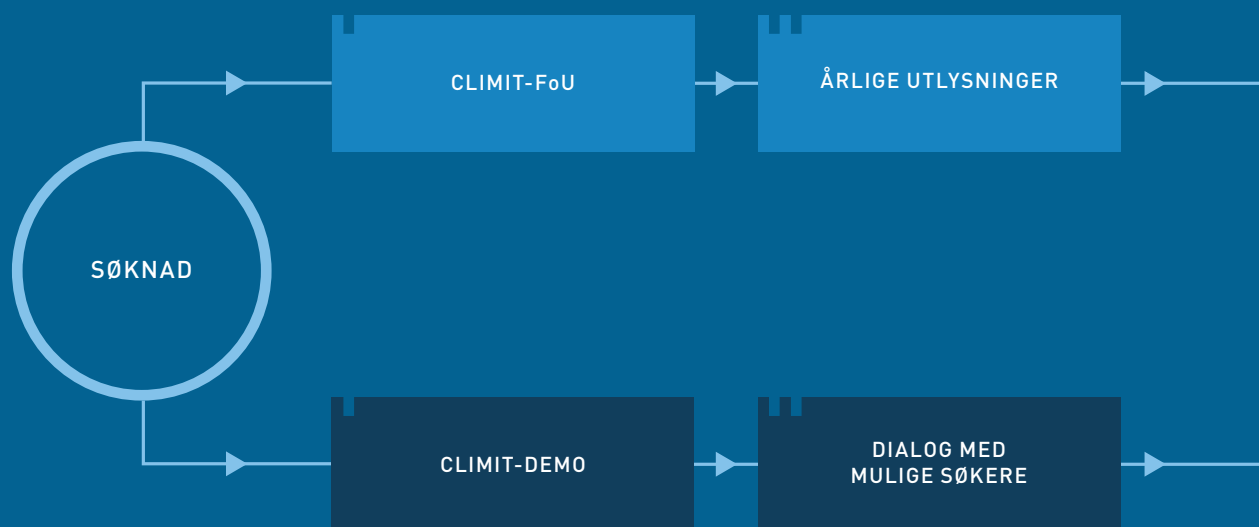 CLIMIT-FoU
ÅRLIGE UTLYSNINGER
SØKNAD
CLIMIT-DEMO
DIALOG MED
MULIGE SØKERE